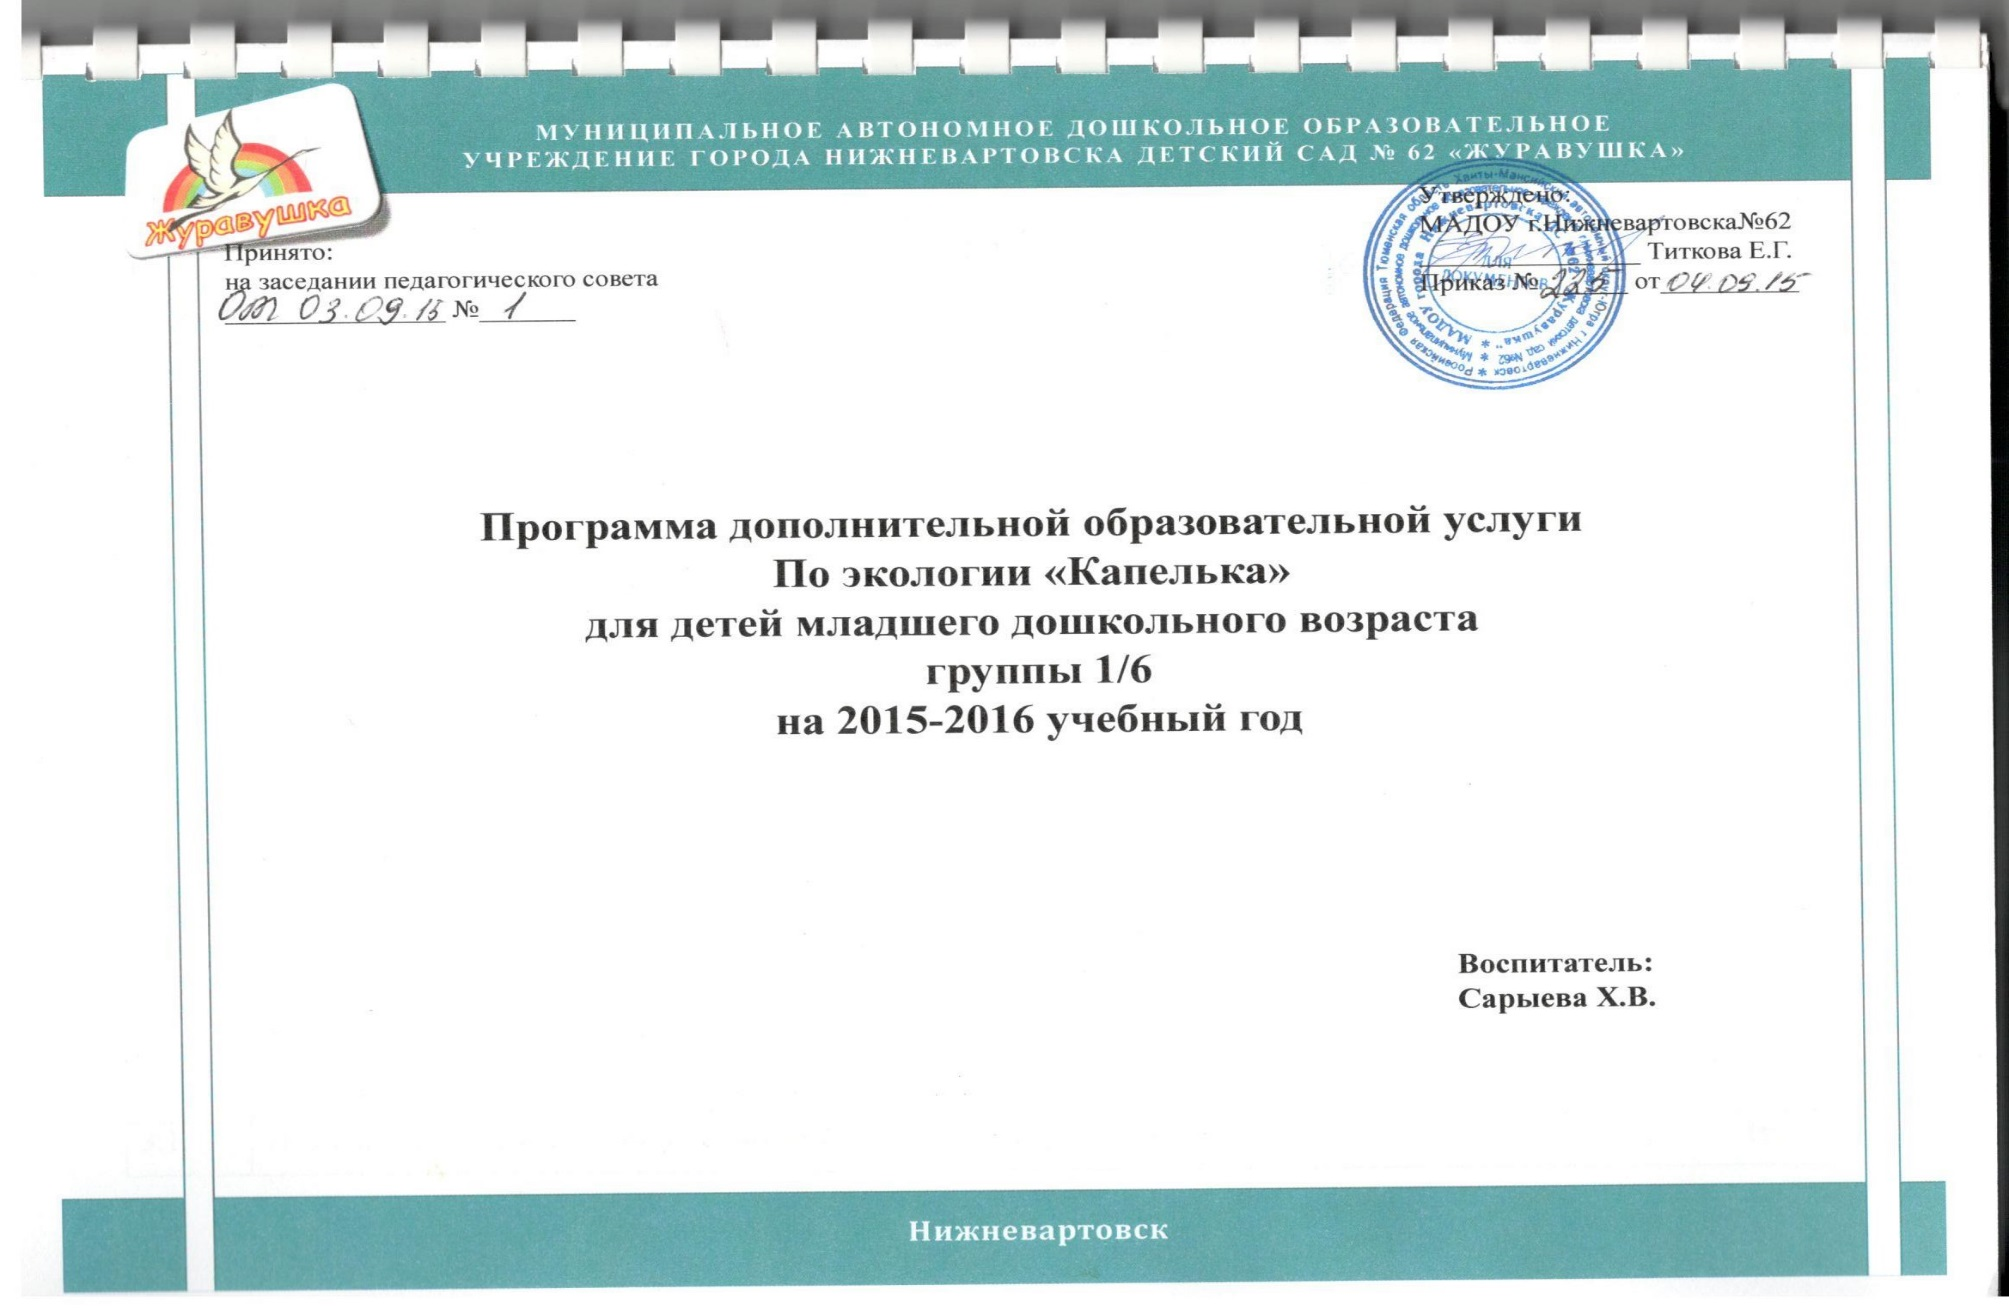 МУНИЦИПАЛЬНОЕ АВТОНОМНОЕ ДОШКОЛЬНОЕ ОБРАЗОВАТЕЛЬНОЕ
УЧРЕЖДЕНИЕ ГОРОДА НИЖНЕВАРТОВСКА ДЕТСКИЙ САД № 62 «ЖУРАВУШКА»
Журавушка
Принято:
на заседании педагогического совета
от 03.09.15 № 1
Утверждено:
МАДОУ г.Нижневартовска№62
Титкова Е.Г.
Приказ № 225 от 04.09.15
ДЛЯ
ДОКУМЕНТОВ
Программа дополнительной образовательной услуги
По экологии «Капелька»
для детей младшего дошкольного возраста
группы 1/6
на 2015-2016 учебный год
Воспитатель:
Сарыева Х.В.
Нижневартовск